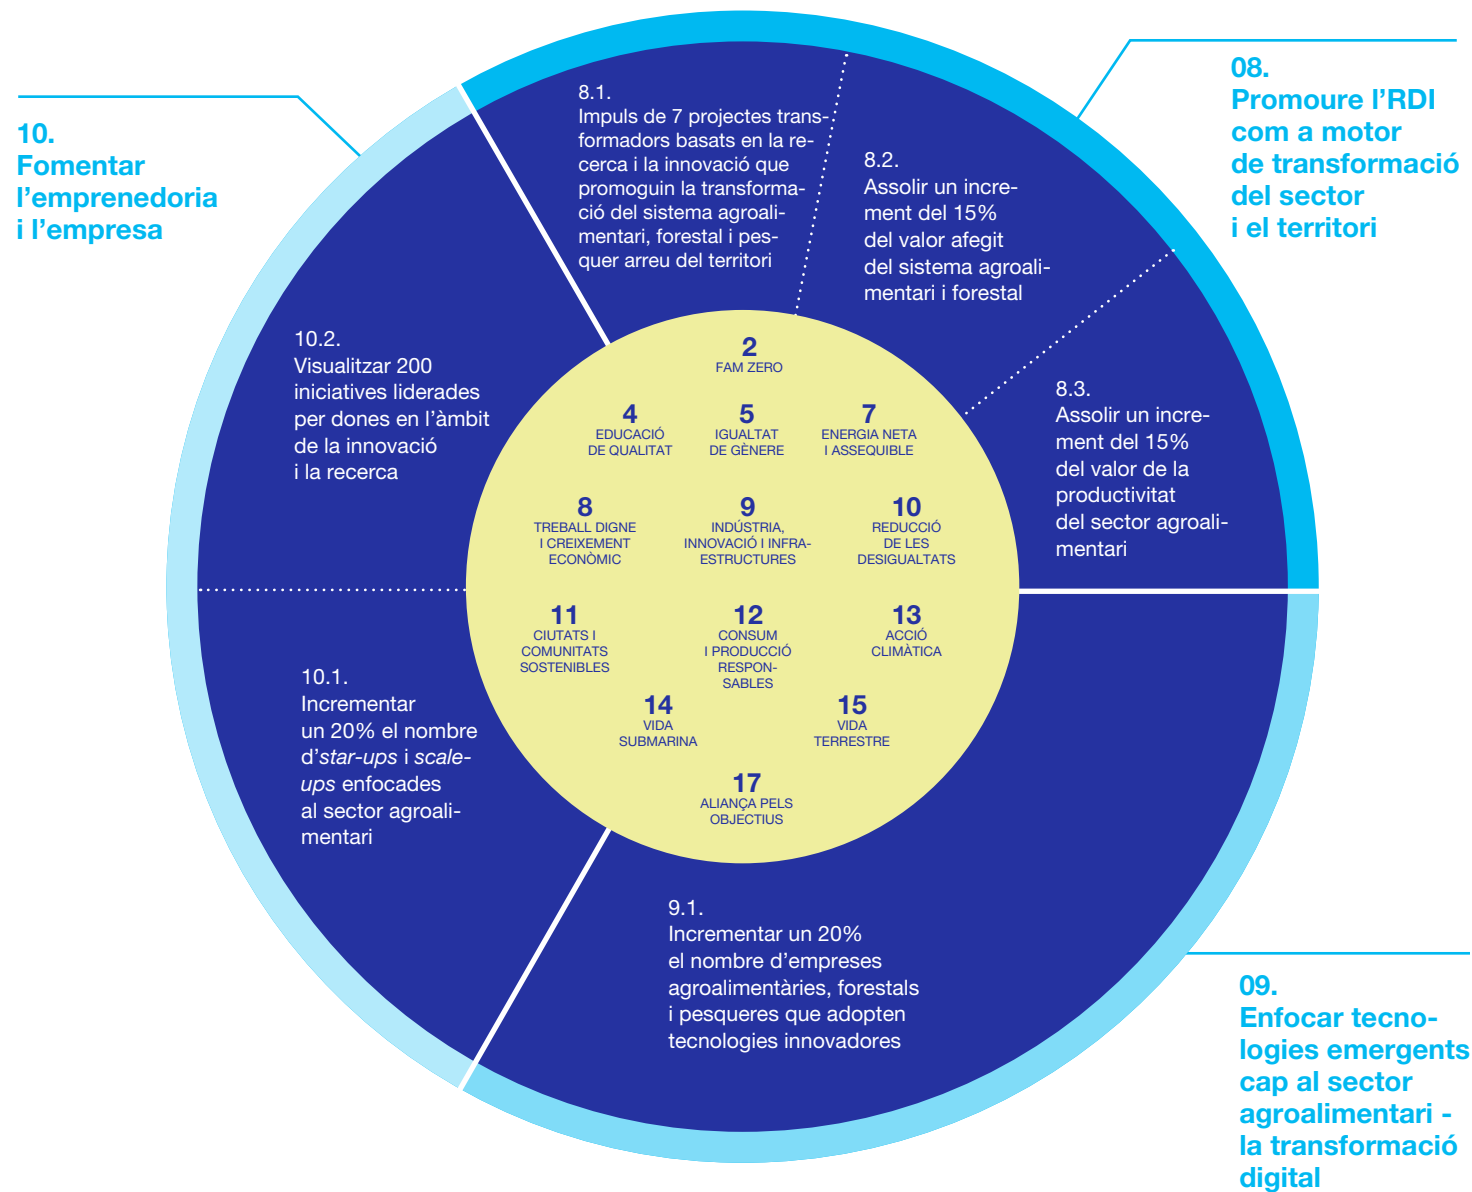 10.
Fomentar
l’emprenedoria
i l’empresa
08.
Promoure l’RDI
com a motor
de transformació
del sector
i el territori
8.1.
Impuls de 7 projectes trans-
formadors basats en la re-
cerca i la innovació que
promoguin la transforma-
ció del sistema agroali-
mentari, forestal i pes-
quer arreu del territori
8.2.
Assolir un incre-
ment del 15%
del valor afegit
del sistema agroali-
mentari i forestal
8.3.
Assolir un incre-
ment del 15%
del valor de la
productivitat
del sector agroali-
mentari
10.2.
Visualitzar 200
iniciatives liderades
per dones en l’àmbit
de la innovació
i la recerca
10.1.
Incrementar
un 20% el nombre
d’star-ups i scale-
ups enfocades
al sector agroali-
mentari
2
FAM ZERO
4
EDUCACIÓ
DE QUALITAT
5
IGUALTAT
DE GÈNERE
7
ENERGIA NETA
I ASSEQUIBLE
8
TREBALL DIGNE
I CREIXEMENT
ECONÒMIC
9
INDÚSTRIA,
INNOVACIÓ I INFRA-
ESTRUCTURES
10
REDUCCIÓ
DE LES
DESIGUALTATS
11
CIUTATS I
COMUNITATS
SOSTENIBLES
12
CONSUM
I PRODUCCIÓ
RESPON-
SABLES
13
ACCIÓ
CLIMÀTICA
14
VIDA
SUBMARINA
15
VIDA
TERRESTRE
17
ALIANÇA PELS
OBJECTIUS
9.1.
Incrementar un 20%
el nombre d’empreses
agroalimentàries, forestals
i pesqueres que adopten
tecnologies innovadores
09.
Enfocar tecno-
logies emergents
cap al sector
agroalimentari -
la transformació
digital